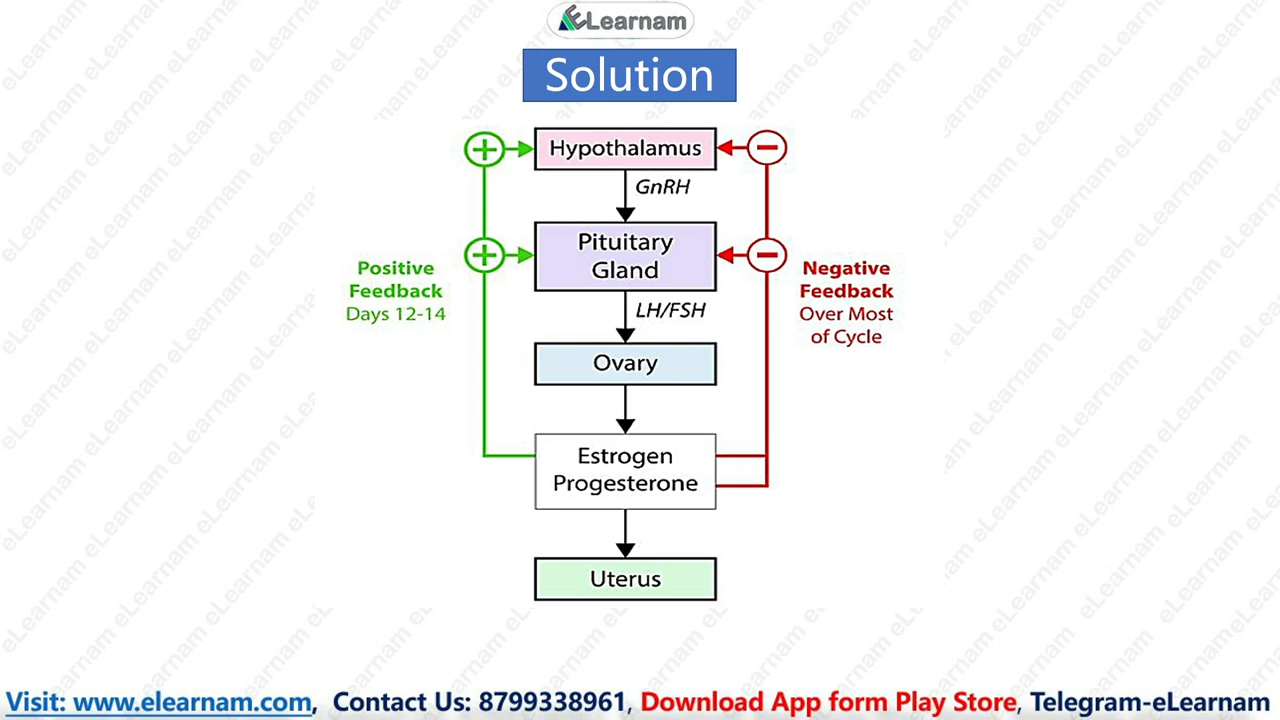 ELearnam
Solution
Hypothalamus
GnRH
Pituitary
Gland
Positive
Feedback
Days 12-14
Negative
Feedback
Over Most
of Cycle
LH/FSH
Ovary
Estrogen
Progesterone
Uterus
Visit: www.elearnam.com, Contact Us: 8799338961, Download App form Play Store, Telegram-eLearnam